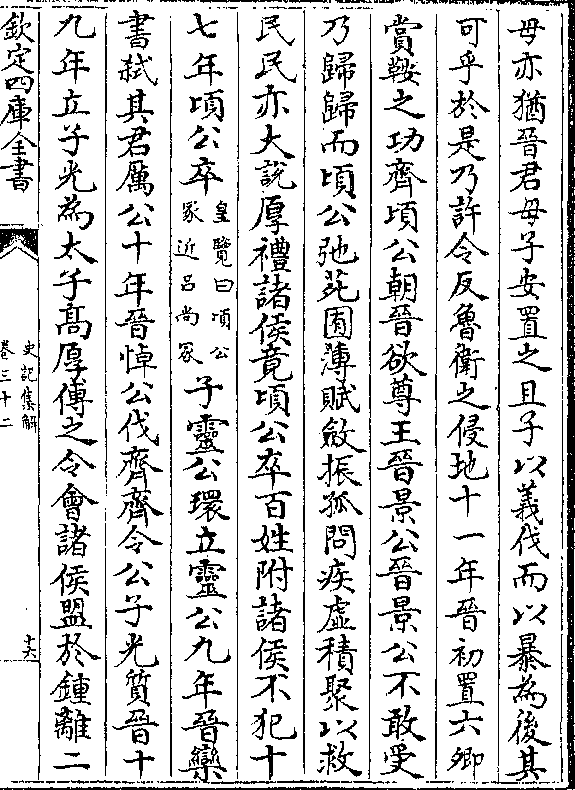 母亦猶晉君母子安置之且子以義伐而以暴為後其
可乎於是乃許令反魯衛之侵地十一年晉初置六卿
賞鞍之功齊頃公朝晉欲尊王晉景公晉景公不敢受
乃歸歸而頃公弛苑囿薄賦斂振孤問疾虛積聚以救
民民亦大說厚禮諸侯竟頃公卒百姓附諸侯不犯十
七年頃公卒皇覽曰頃公冢近呂尚冢子靈公環立靈公九年晉欒
書弑其君厲公十年晉悼公伐齊齊令公子光質晉十
九年立子光為太子高厚傅之令會諸侯盟於鍾離二
欽定四庫全書
史記集解
卷三十二
十六